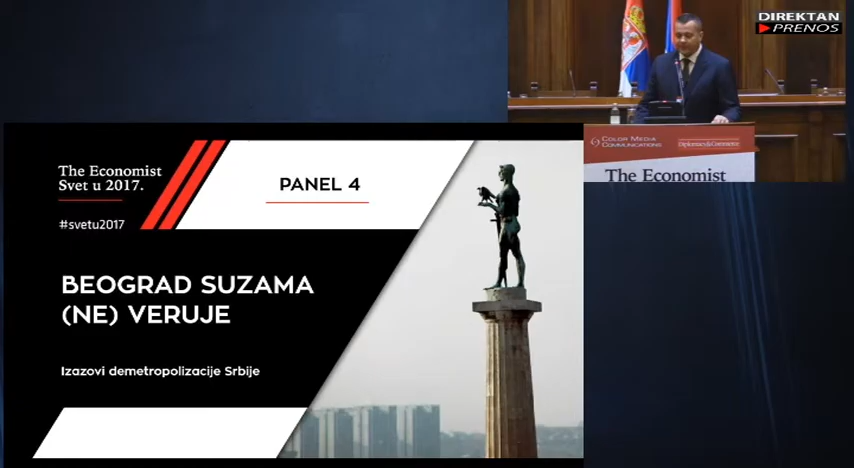 DIREKTAN
PRENOS
COLOR MEDIA
COMMUNICATIONS
Diplomacy&Commerce
The Economist
The Economist
Svet u 2017.
#svetu2017
PANEL 4
BEOGRAD SUZAMA
(NE) VERUJE
Izazovi demetropolizacije Srbije